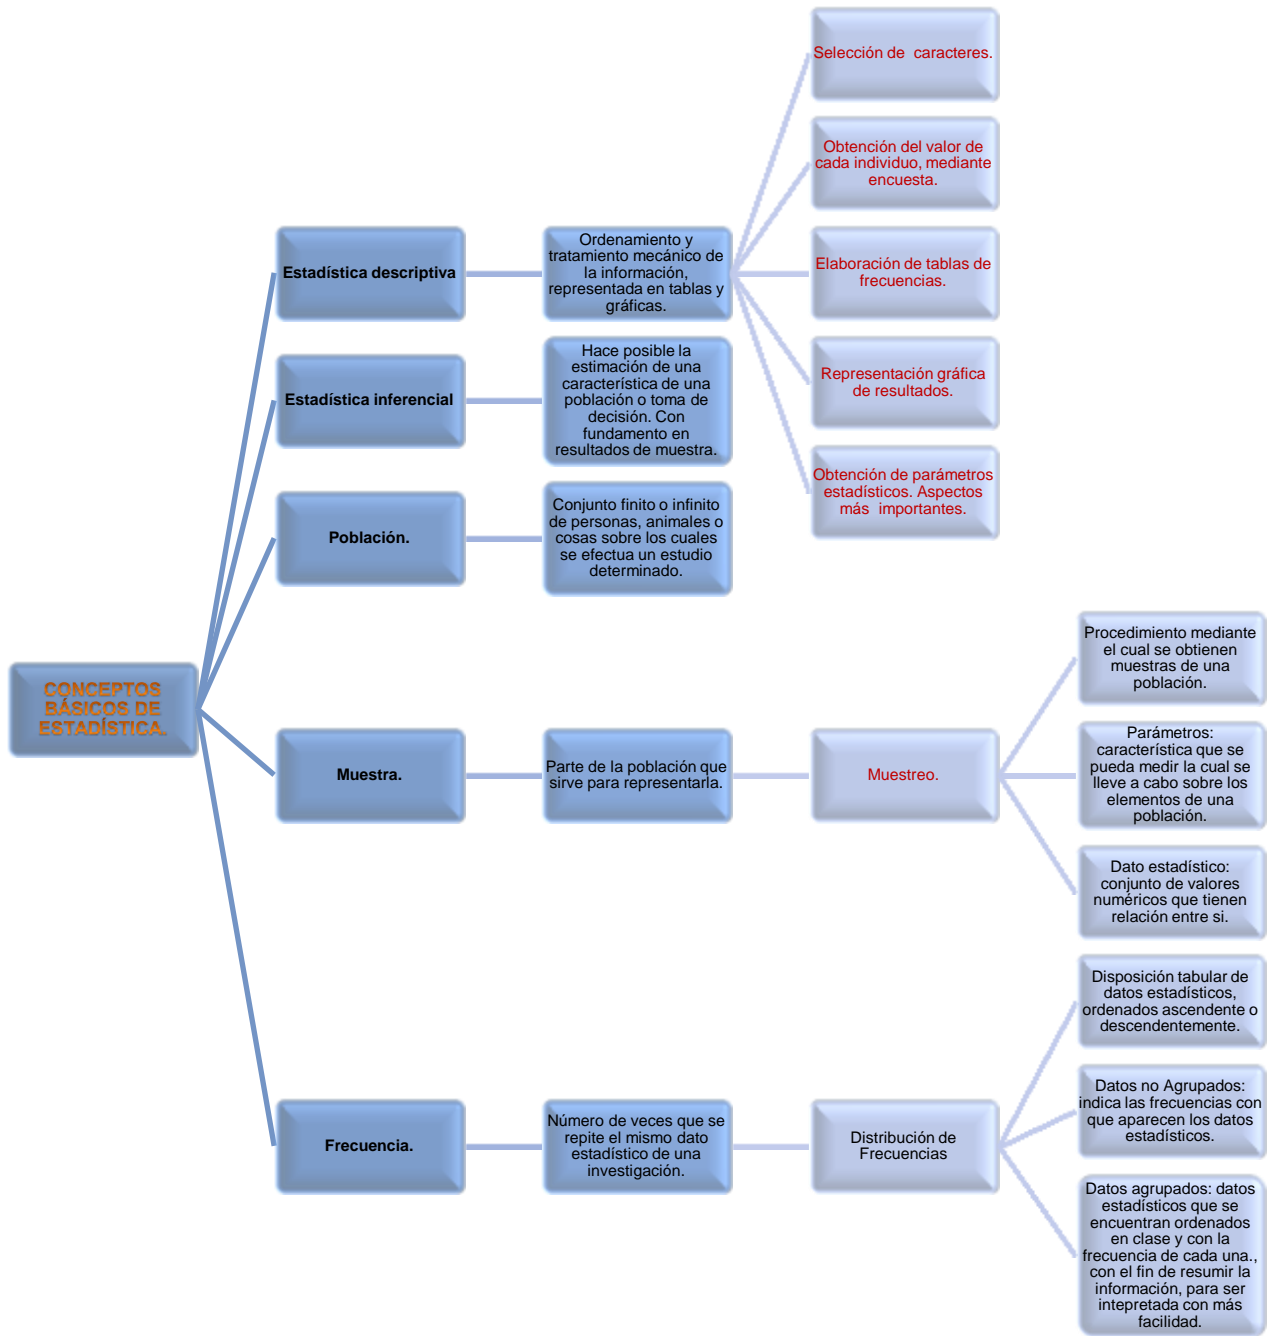 CONCEPTOS
BÁSICOS DE
ESTADÍSTICA.
Estadística descriptiva
Ordenamiento y
tratamiento mecánico de
la información,
representada en tablas y
gráficas.
Selección de caracteres.
Obtención del valor de
cada individuo, mediante
encuesta.
Elaboración de tablas de
frecuencias.
Representación gráfica
de resultados.
Obtención de parámetros
estadísticos. Aspectos
más importantes.
Estadística inferencial
Hace posible la
estimación de una
característica de una
población o toma de
decisión. Con
fundamento en
resultados de muestra.
Población.
Conjunto finito o infinito
de personas, animales o
cosas sobre los cuales
se efectua un estudio
determinado.
Muestra.
Parte de la población que
sirve para representarla.
Muestreo.
Procedimiento mediante
el cual se obtienen
muestras de una
población.
Parámetros:
característica que se
pueda medir la cual se
lleve a cabo sobre los
elementos de una
población.
Dato estadístico:
conjunto de valores
numéricos que tienen
relación entre si.
Frecuencia.
Número de veces que se
repite el mismo dato
estadístico de una
investigación.
Distribución de
Frecuencias
Disposición tabular de
datos estadísticos,
ordenados ascendente o
descendentemente.
Datos no Agrupados:
indica las frecuencias con
que aparecen los datos
estadísticos.
Datos agrupados: datos
estadísticos que se
encuentran ordenados
en clase y con la
frecuencia de cada una.,
con el fin de resumir la
información, para ser
intepretada con más
facilidad.